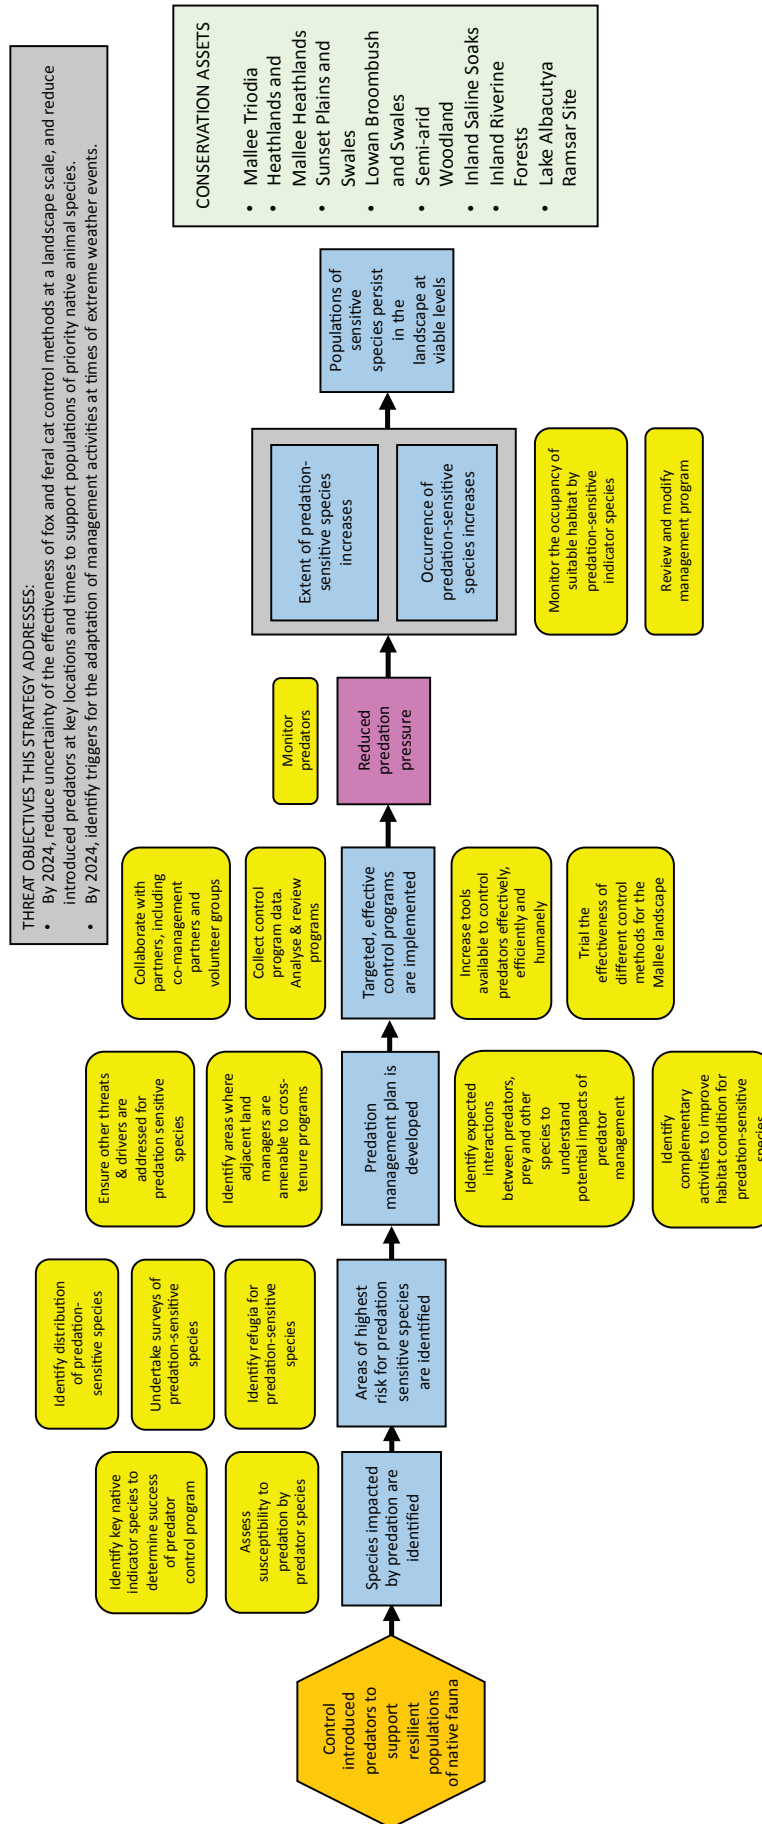 THREAT OBJECTIVES THIS STRATEGY ADDRESSES:
• By 2024, reduce uncertainty of the effectiveness of fox and feral cat control methods at a landscape scale, and reduce
introduced predators at key locations and times to support populations of priority native animal species.
• By 2024, identify triggers for the adaptation of management activities at times of extreme weather events.
Control
introduced
predators to
support
resilient
populations
of native fauna
Identify key native
indicator species to
determine success
of predator
control program
Assess
susceptibility to
predation by
predator species
Species impacted
by predation are
identified
Identify distribution
of predation-
sensitive species
Undertake surveys of
predation-sensitive
species
Identify refugia for
predation-sensitive
species
Areas of highest
risk for predation
sensitive species
are identified
Ensure other threats
& drivers are
addressed for
predation sensitive
species
Identify areas where
adjacent land
managers are
amenable to cross-
tenure programs
Predation
management plan is
developed
Identify expected
interactions
between predators,
prey and other
species to
understand
potential impacts of
predator
management
Identify
complementary
activities to improve
habitat condition for
predation-sensitive
species
Collaborate with
partners, including
co-management
partners and
volunteer groups
Collect control
program data.
Analyse & review
programs
Targeted, effective
control programs
are implemented
Increase tools
available to control
predators effectively,
efficiently and
humanely
Trial the
effectiveness of
different control
methods for the
Mallee landscape
Monitor
predators
Reduced
predation
pressure
Extent of predation-
sensitive species
increases
Occurrence of
predation-sensitive
species increases
Monitor the occupancy of
suitable habitat by
predation-sensitive
indicator species
Review and modify
management program
Populations of
sensitive
species persist
in the
landscape at
viable levels
CONSERVATION ASSETS
• Mallee Triodia
• Heathlands and
Mallee Heathlands
• Sunset Plains and
Swales
• Lowan Broombush
and Swales
• Semi-arid
Woodland
• Inland Saline Soaks
• Inland Riverine
Forests
• Lake Albacutya
Ramsar Site